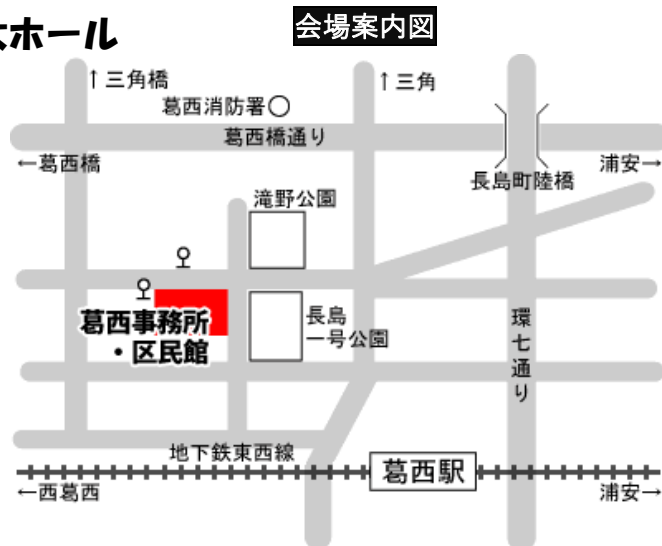 大ホール
会場案内図
↑三角橋
↑三角
葛西消防署○
葛西橋通り
←葛西橋
浦安→
長島町陸橋
滝野公園
葛西事務所
・区民館
長島
一号公園
環七通り
地下鉄東西線
葛西駅
←西葛西
浦安→